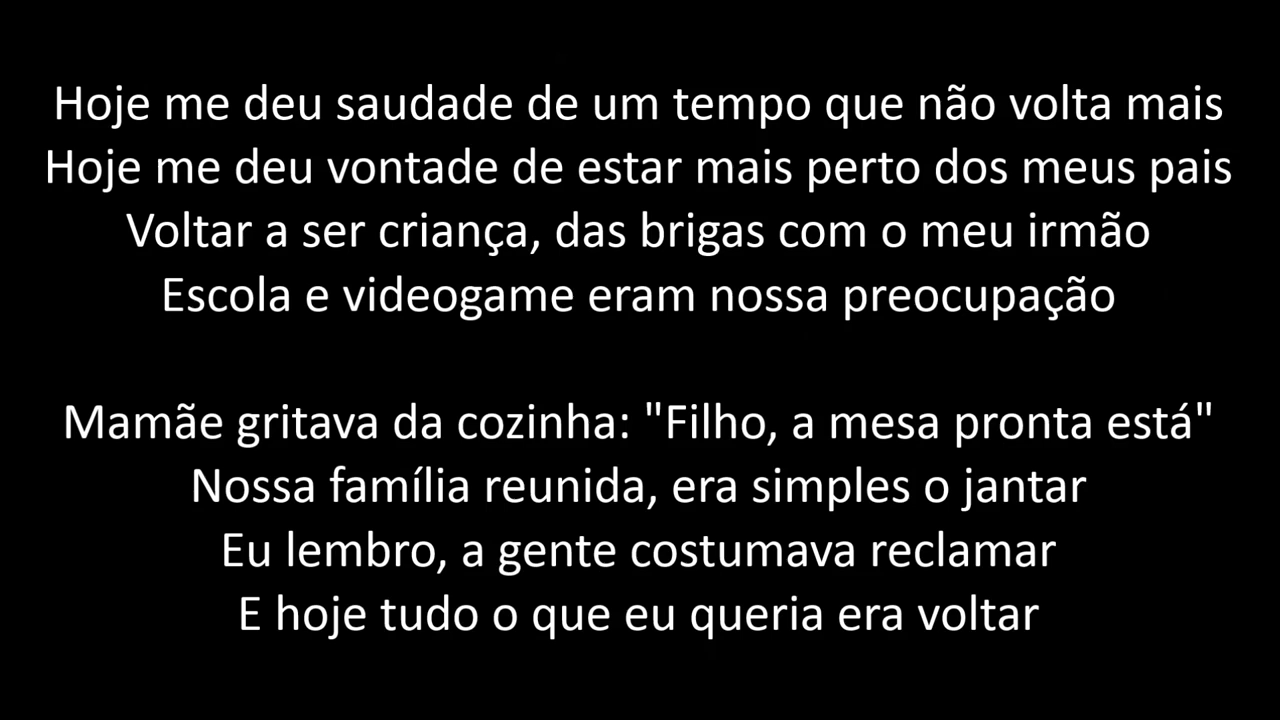 Hoje me deu saudade de um tempo que não volta mais
Hoje me deu vontade de estar mais perto dos meus pais
Voltar a ser criança, das brigas com o meu irmão
Escola e videogame eram nossa preocupação
Mamãe gritava da cozinha: "Filho, a mesa pronta está"
Nossa família reunida, era simples o jantar
Eu lembro, a gente costumava reclamar
E hoje tudo o que eu queria era voltar